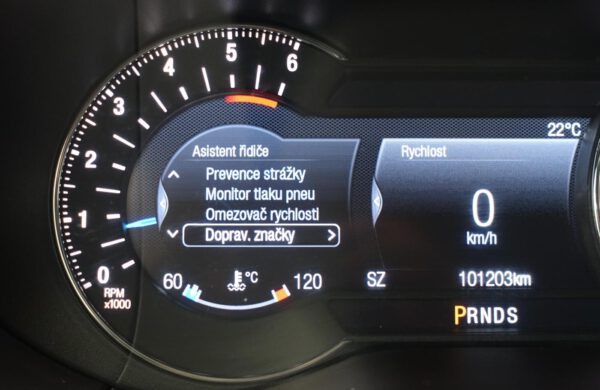 5
6
4
3
2
1
0
RPM
x1000
22°C
Asistent řidiče
Prevence strážky
Monitor tlaku pneu
Omezovač rychlosti
Doprav. značky
Rychlost
0
km/h
60 °C 120
SZ 101203km
PRNDS